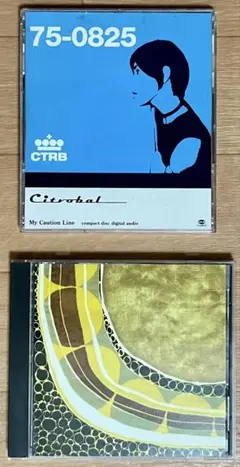 75-0825
CTRB
Citrobal
My Caution Line compact disc digital audio